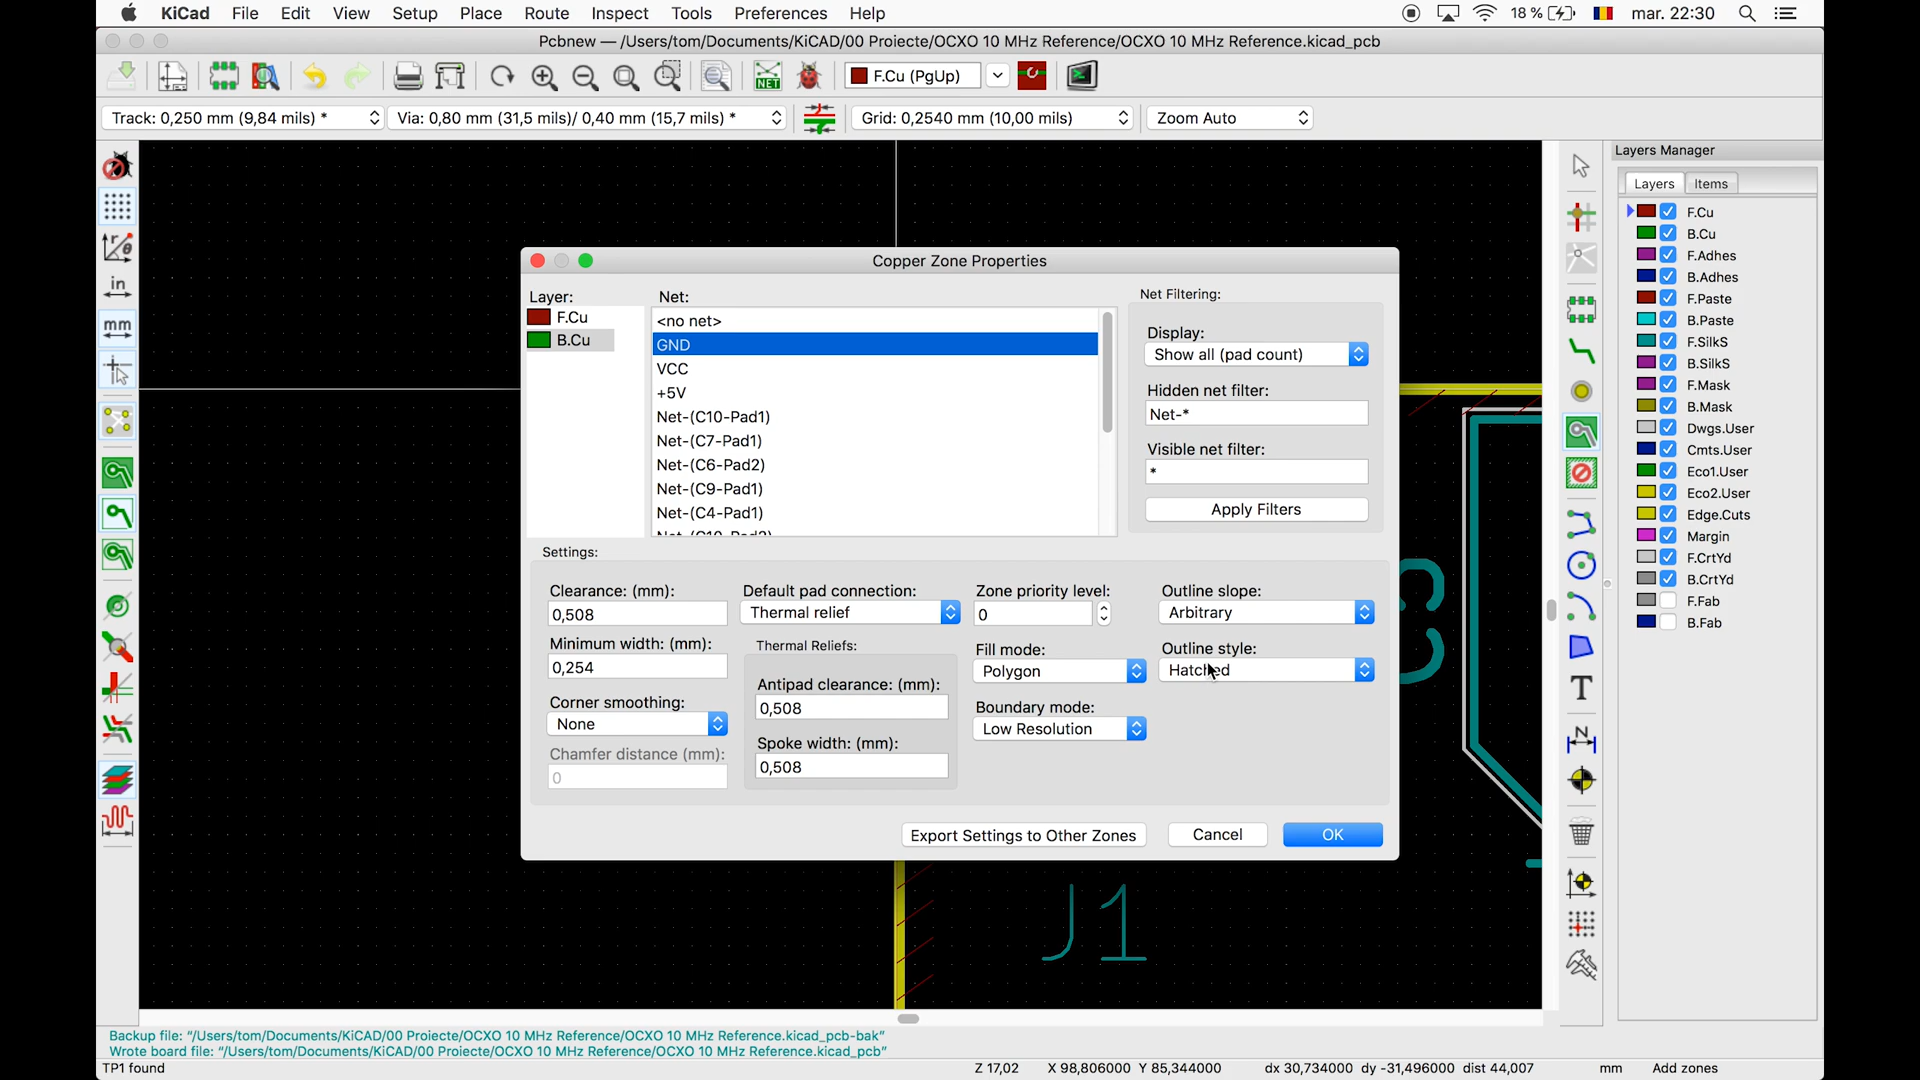 KiCad File Edit View Setup Place Route Inspect Tools Preferences Help 18 % mar. 22:30
Pcbnew — /Users/tom/Documents/KiCAD/00 Proiecte/OCXO 10 MHz Reference/OCXO 10 MHz Reference.kicad_pcb
NET F.Cu (PgUp)
Track: 0,250 mm (9,84 mils) * Via: 0,80 mm (31,5 mils)/ 0,40 mm (15,7 mils) * Grid: 0,2540 mm (10,00 mils) Zoom Auto
in
mm
Copper Zone Properties
Layer:
F.Cu
B.Cu
Net:
<no net>
GND
VCC
+5V
Net-(C10-Pad1)
Net-(C7-Pad1)
Net-(C6-Pad2)
Net-(C9-Pad1)
Net-(C4-Pad1)
Net-(C10-Pad2)
Net Filtering:
Display:
Show all (pad count)
Hidden net filter:
Net-*
Visible net filter:
*
Apply Filters
Settings:
Clearance: (mm):
0,508
Minimum width: (mm):
0,254
Corner smoothing:
None
Chamfer distance (mm):
0
Default pad connection:
Thermal relief
Thermal Reliefs:
Antipad clearance: (mm):
0,508
Spoke width: (mm):
0,508
Zone priority level:
0
Fill mode:
Polygon
Boundary mode:
Low Resolution
Outline slope:
Arbitrary
Outline style:
Hatched
Export Settings to Other Zones Cancel OK
J1
T
N
Layers Manager
Layers Items
F.Cu
B.Cu
F.Adhes
B.Adhes
F.Paste
B.Paste
F.SilkS
B.SilkS
F.Mask
B.Mask
Dwgs.User
Cmts.User
Eco1.User
Eco2.User
Edge.Cuts
Margin
F.CrtYd
B.CrtYd
F.Fab
B.Fab
Backup file: "/Users/tom/Documents/KiCAD/00 Proiecte/OCXO 10 MHz Reference/OCXO 10 MHz Reference.kicad_pcb-bak"
Wrote board file: "/Users/tom/Documents/KiCAD/00 Proiecte/OCXO 10 MHz Reference/OCXO 10 MHz Reference.kicad_pcb"
TP1 found Z 17,02 X 98,806000 Y 85,344000 dx 30,734000 dy -31,496000 dist 44,007 mm Add zones